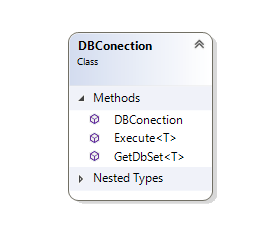 DBConection
Class
Methods
DBConection
Execute<T>
GetDbSet<T>
Nested Types